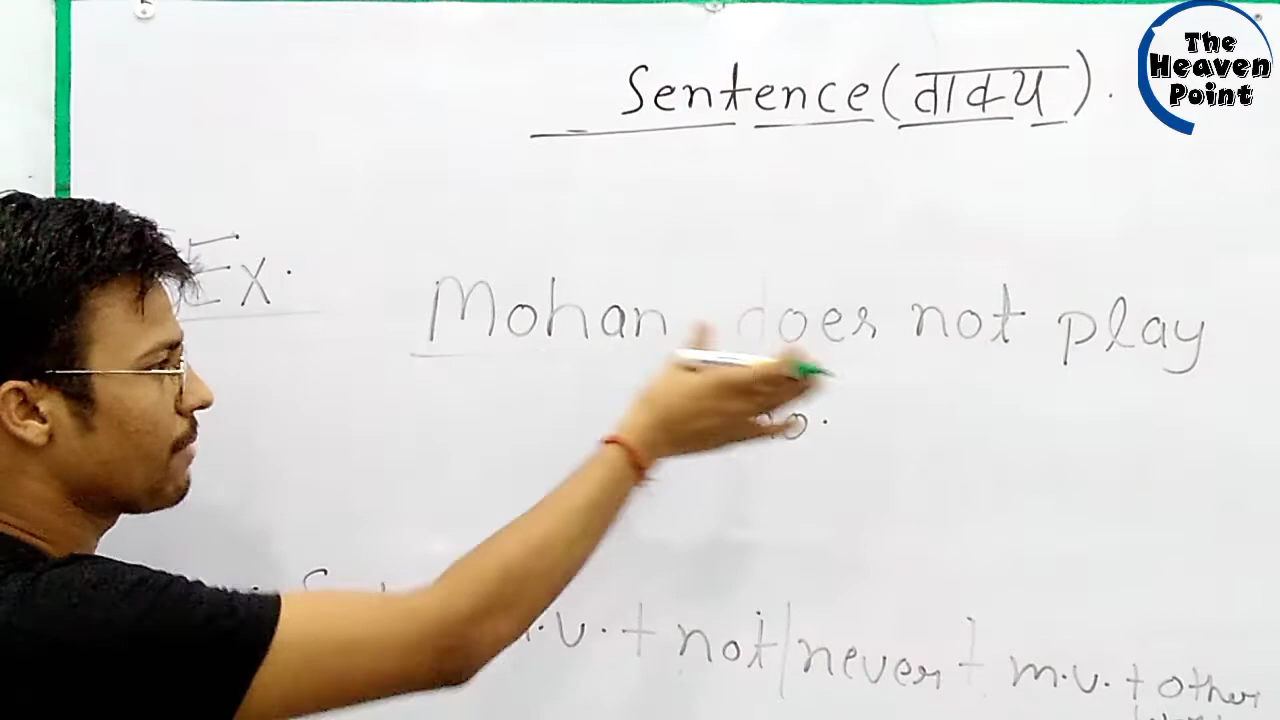 The
Heaven
Point
Sentence (वाक्य).
Ex.
Mohan does not play
.v. + not/never + m.v. + other